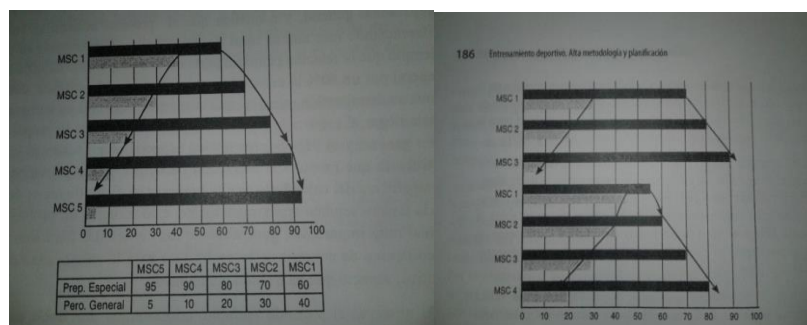 MSC 1
MSC 2
MSC 3
MSC 4
MSC 5
0 10 20 30 40 50 60 70 80 90 100
MSC5 MSC4 MSC3 MSC2 MSC1
Prep. Especial 95 90 80 70 60
Pero. General 5 10 20 30 40
186 Entrenamiento deportivo. Alta metodología y planificación
MSC 1
MSC 2
MSC 3
MSC 1
MSC 2
MSC 3
MSC 4
0 10 20 30 40 50 60 70 80 90 100